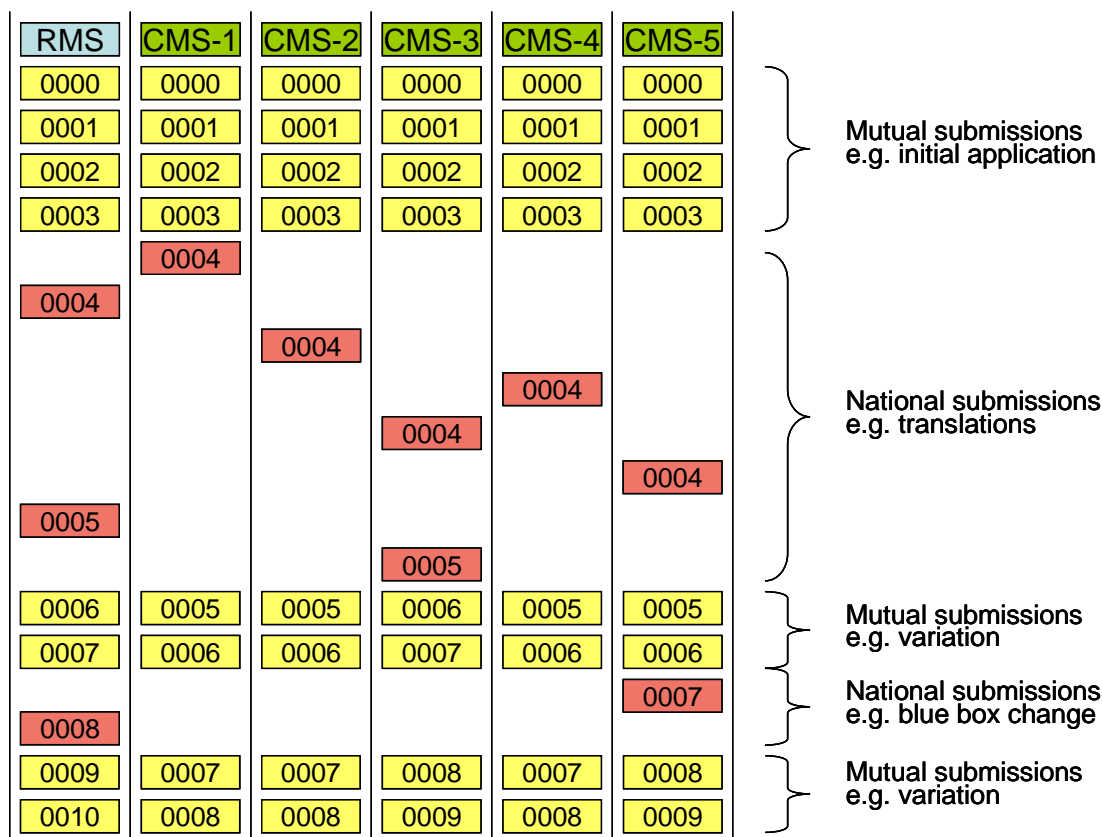 RMS CMS-1 CMS-2 CMS-3 CMS-4 CMS-5
0000 0000 0000 0000 0000 0000
0001 0001 0001 0001 0001 0001
Mutual submissions
e.g. initial application
0002 0002 0002 0002 0002 0002
0003 0003 0003 0003 0003 0003
0004
0004
0004
0004
National submissions
e.g. translations
0004
0004
0005
0005
0006 0005 0005 0006 0005 0005
Mutual submissions
e.g. variation
0007 0006 0006 0007 0006 0006
0007
National submissions
e.g. blue box change
0008
0009 0007 0007 0008 0007 0008
Mutual submissions
e.g. variation
0010 0008 0008 0009 0008 0009